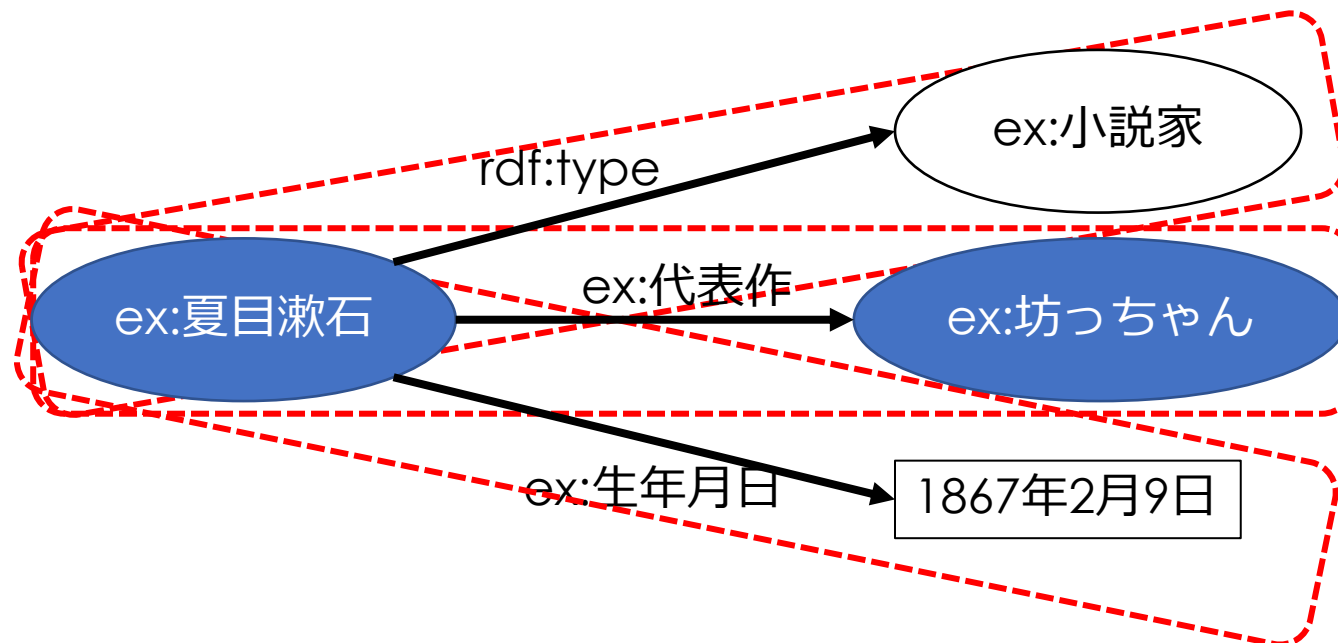 ex:小説家
rdf:type
ex:代表作
ex:夏目漱石
ex:坊っちゃん
ex:生年月日
1867年2月9日